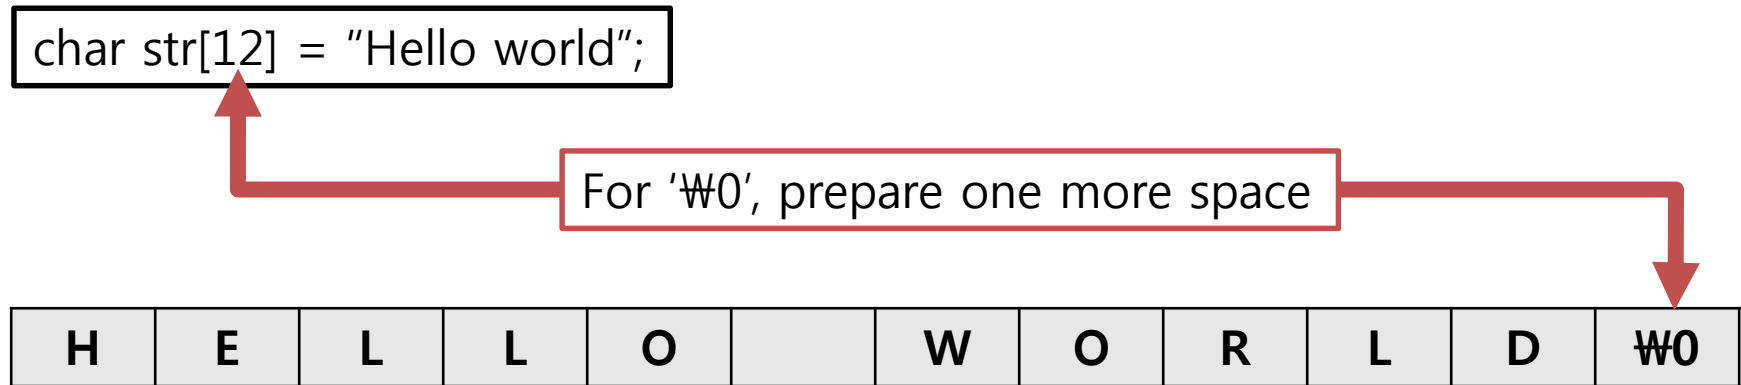 char str[12] = “Hello world”;
For ‘₩0’, prepare one more space
H E L L O W O R L D ₩0